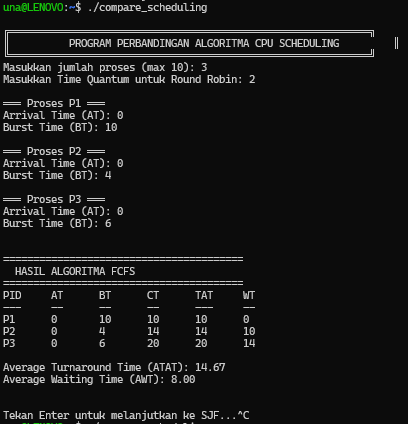 una@LENOVO:~$ ./compare_scheduling
PROGRAM PERBANDINGAN ALGORITMA CPU SCHEDULING
Masukkan jumlah proses (max 10): 3
Masukkan Time Quantum untuk Round Robin: 2
═══ Proses P1 ═══
Arrival Time (AT): 0
Burst Time (BT): 10
═══ Proses P2 ═══
Arrival Time (AT): 0
Burst Time (BT): 4
═══ Proses P3 ═══
Arrival Time (AT): 0
Burst Time (BT): 6
========================================
HASIL ALGORITMA FCFS
========================================
PID AT BT CT TAT WT
--- -- -- -- --- --
P1 0 10 10 10 0
P2 0 4 14 14 10
P3 0 6 20 20 14
Average Turnaround Time (ATAT): 14.67
Average Waiting Time (AWT): 8.00
Tekan Enter untuk melanjutkan ke SJF...^C